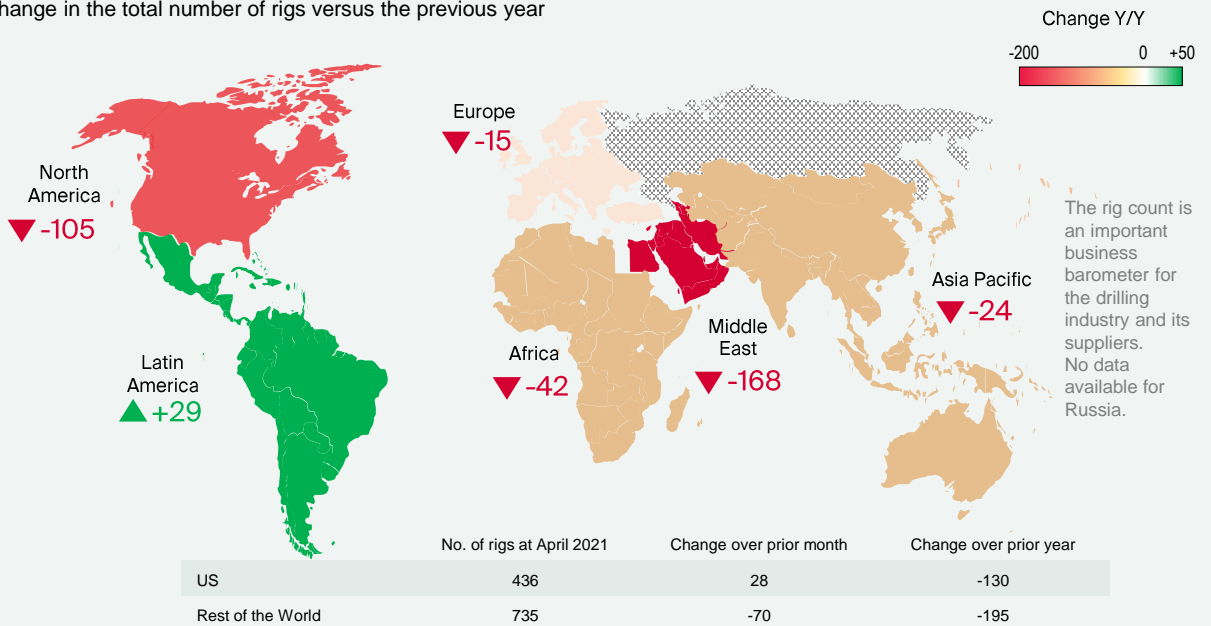 hange in the total number of rigs versus the previous year
Change Y/Y
-200 0 +50
Europe
-15
North
America
-105
The rig count is
an important
business
barometer for
the drilling
industry and its
suppliers.
No data
available for
Russia.
Asia Pacific
-24
Middle
East
-168
Africa
-42
Latin
America
+29
No. of rigs at April 2021 Change over prior month Change over prior year
US 436 28 -130
Rest of the World 735 -70 -195